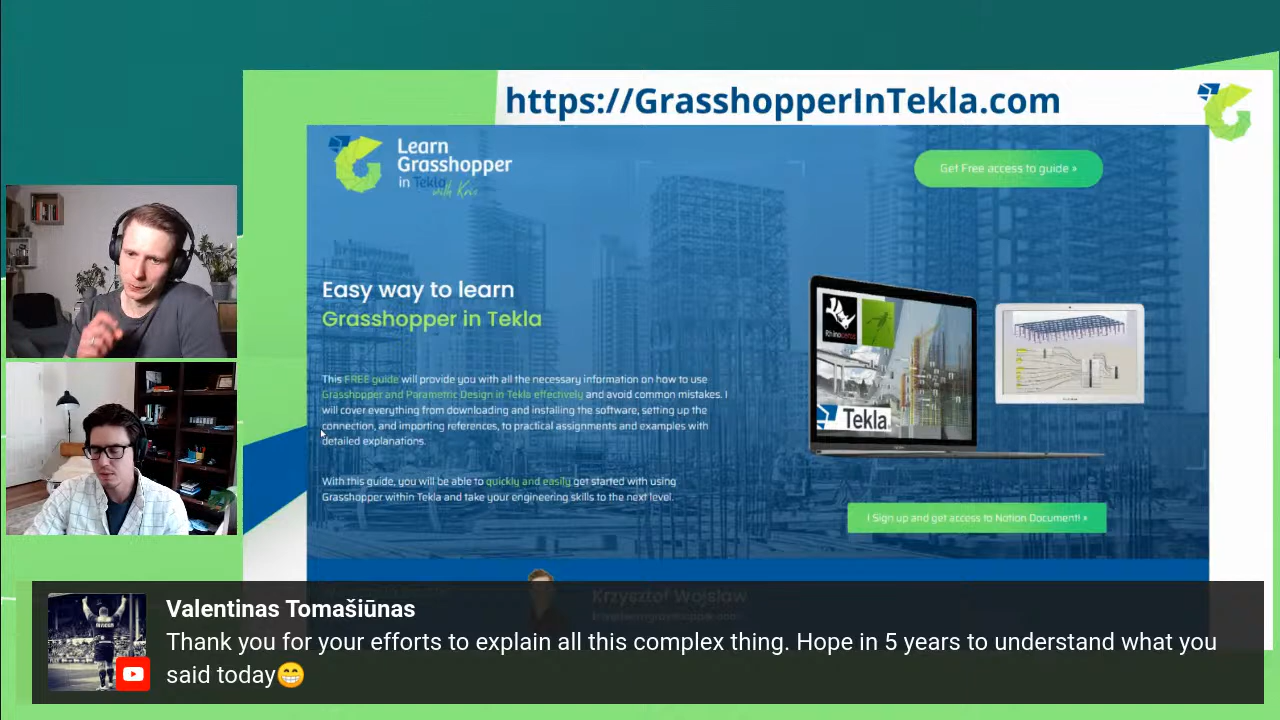 https://GrasshopperInTekla.com
Learn
Grasshopper
in Tekla
with Kris
Get Free access to guide »
Easy way to learn
Grasshopper in Tekla
This FREE guide will provide you with all the necessary information on how to use
Grasshopper and Parametric Design in Tekla effectively and avoid common mistakes. I
will cover everything from downloading and installing the software, setting up the
connection, and importing references, to practical assignments and examples with
detailed explanations.
With this guide, you will be able to quickly and easily get started with using
Grasshopper within Tekla and take your engineering skills to the next level.
Rhinoceros
Tekla
I Sign up and get access to Notion Document! »
Krzysztof Wojslaw
Valentinas Tomašiūnas
Thank you for your efforts to explain all this complex thing. Hope in 5 years to understand what you
said today😁